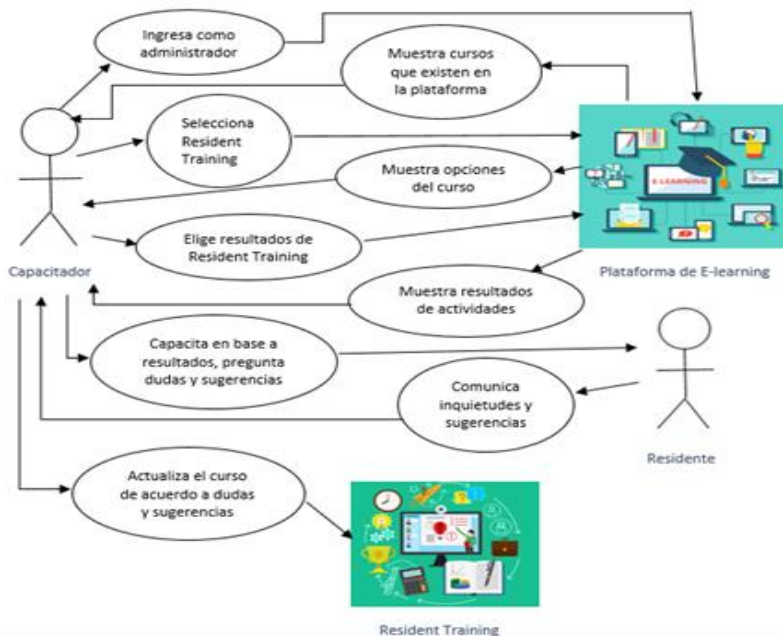 Ingresa como
administrador
Muestra cursos
que existen en
la plataforma
Selecciona
Resident
Training
Muestra opciones
del curso
E-LEARNING
Elige resultados de
Resident Training
Capacitador
Plataforma de E-learning
Muestra resultados
de actividades
Capacita en base a
resultados, pregunta
dudas y sugerencias
Comunica
inquietudes y
sugerencias
Residente
Actualiza el curso
de acuerdo a dudas
y sugerencias
Resident Training